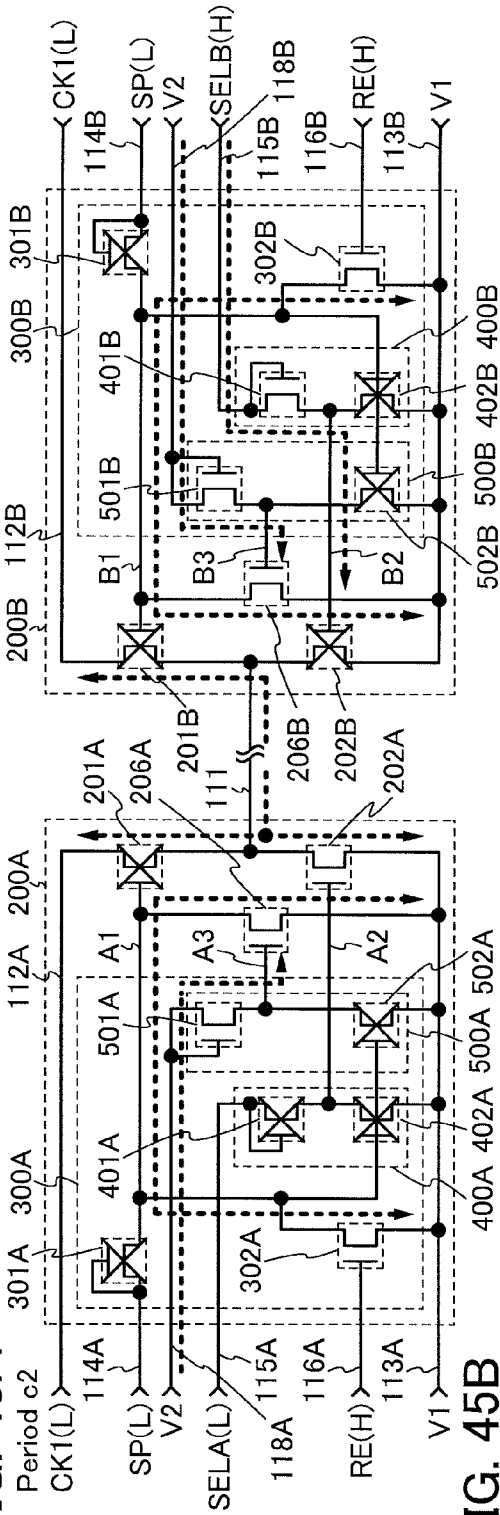 Period c2
CK1(L)
SP(L)
V2
SELA(L)
RE(H)
V1
114A
118A
115A
116A
113A
301A
300A
112A
200A
A1
201A
206A
111
401A
501A
A3
302A
A2
202A
402A
400A
502A
500A
200B
112B
300B
301B
B1
201B
501B
401B
B3
B2
302B
206B
202B
502B
500B
402B
400B
CK1(L)
SP(L)
V2
SELB(H)
RE(H)
V1
114B
118B
115B
116B
113B
IG. 45B